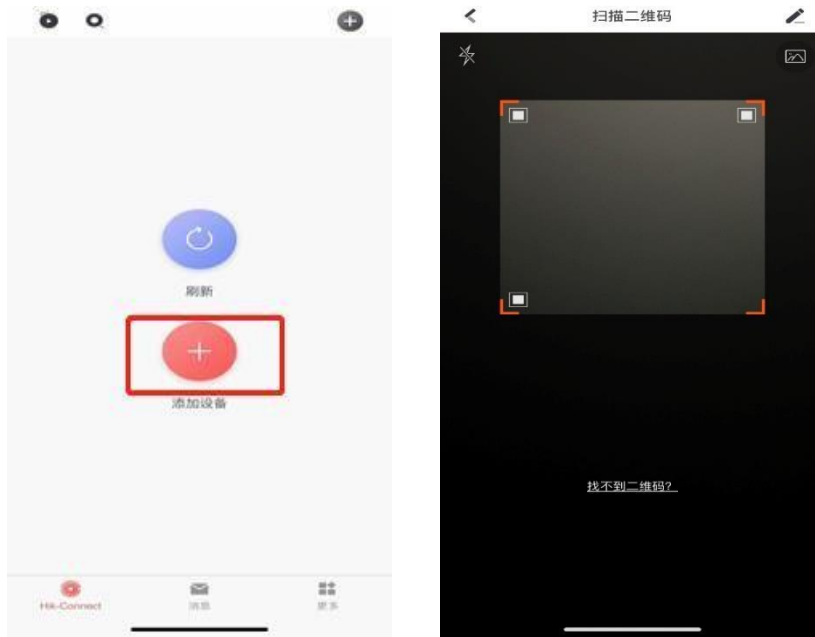 刷新
添加设备
Hik-Connect
消息
更多
扫描二维码
找不到二维码?